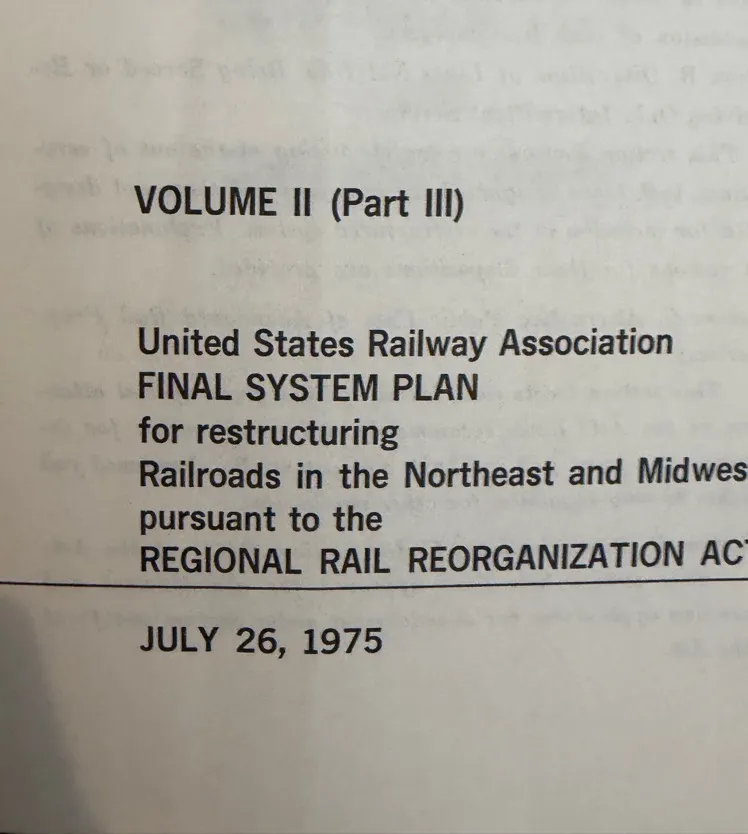 VOLUME II (Part III)
United States Railway Association
FINAL SYSTEM PLAN
for restructuring
Railroads in the Northeast and Midwes
pursuant to the
REGIONAL RAIL REORGANIZATION AC
JULY 26, 1975